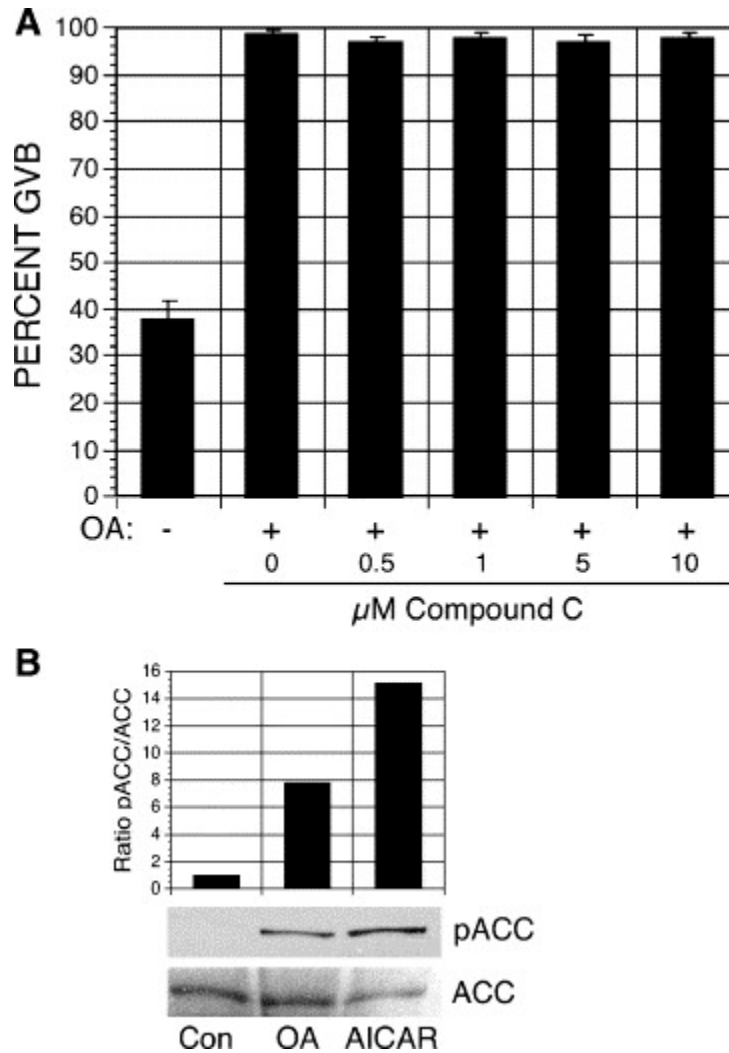 A
PERCENT GVB
100
90
80
70
60
50
40
30
20
10
0
OA: - + + + + +
0 0.5 1 5 10
µM Compound C
B
Ratio pACC/ACC
16
14
12
10
8
6
4
2
0
pACC
ACC
Con OA AICAR